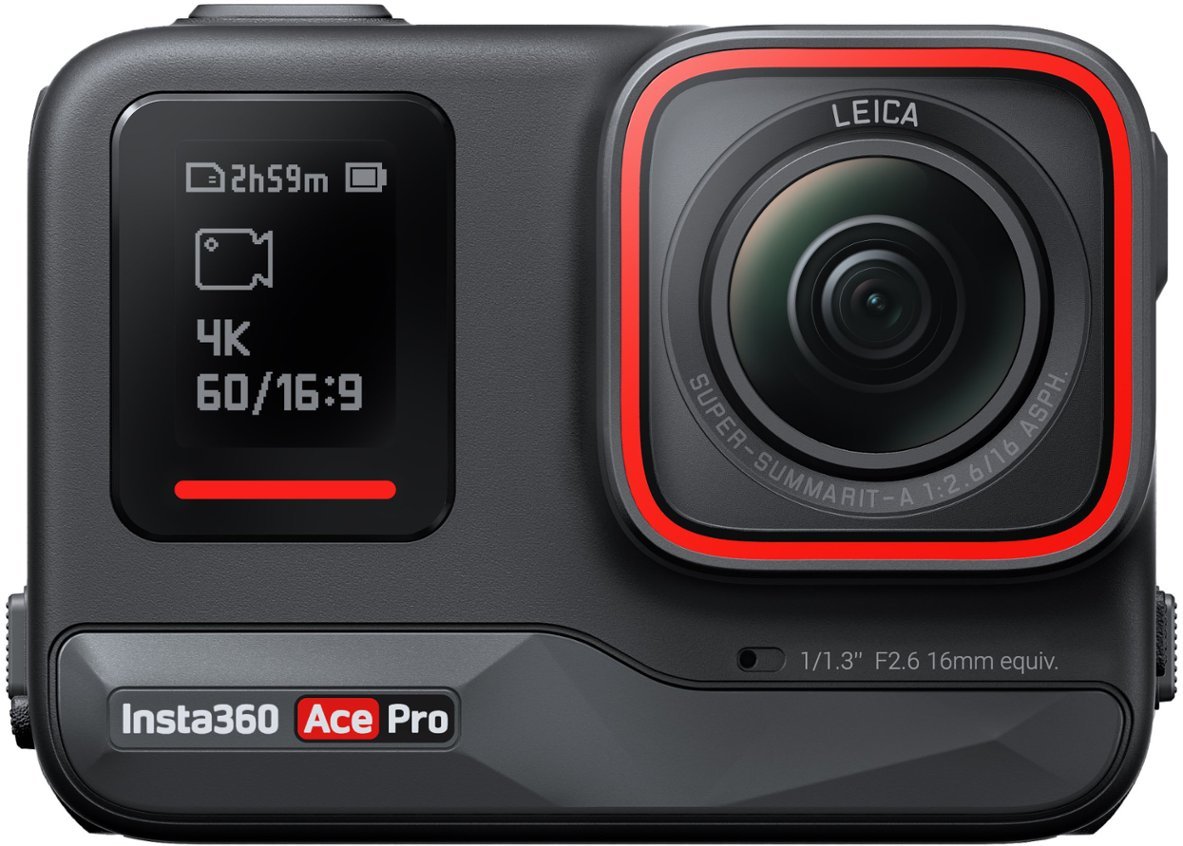 2h59m
4K
60/16:9
LEICA
SUPER-SUMMARIT-A 1:2.6/16 ASPH.
1/1.3" F2.6 16mm equiv.
Insta360 Ace Pro